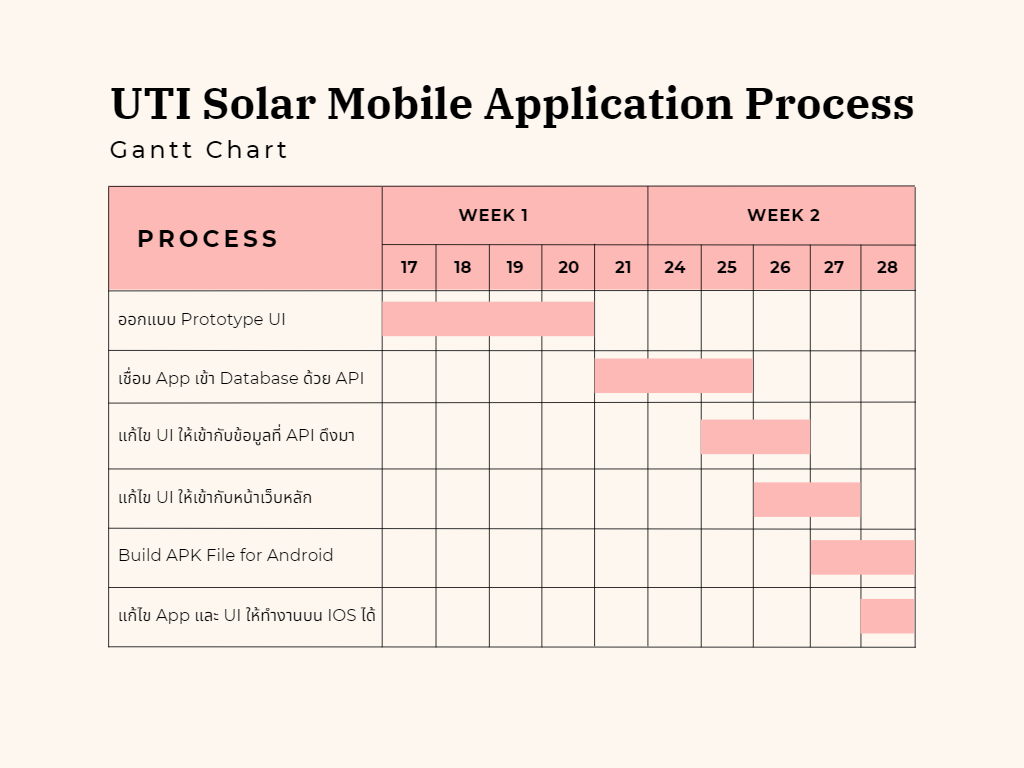 UTI Solar Mobile Application Process
Gantt Chart
PROCESS
WEEK 1
WEEK 2
17 18 19 20 21 24 25 26 27 28
ออกแบบ Prototype UI
เชื่อม App เข้า Database ด้วย API
แก้ไข UI ให้เข้ากับข้อมูลที่ API ดึงมา
แก้ไข UI ให้เข้ากับหน้าเว็บหลัก
Build APK File for Android
แก้ไข App และ UI ให้ทำงานบน IOS ได้